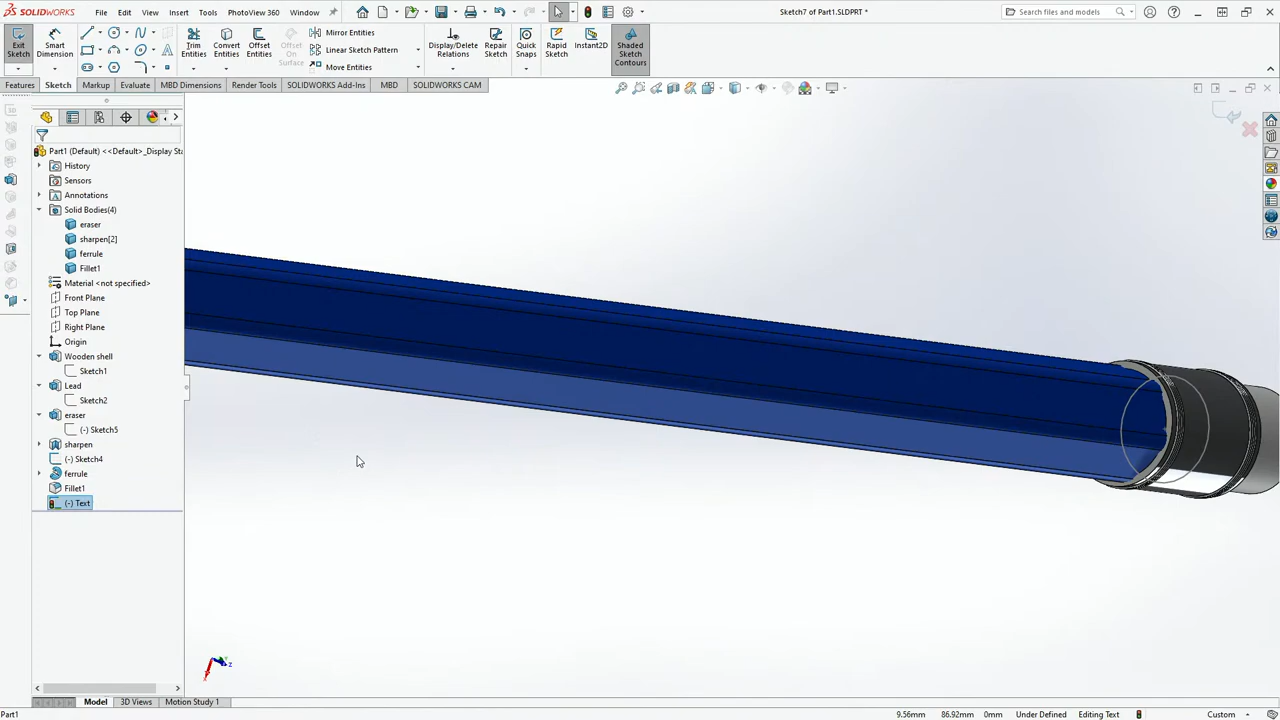 SOLIDWORKS File Edit View Insert Tools PhotoView 360 Window Sketch7 of Part1.SLDPRT * Search files and models ?
Exit Sketch Smart Dimension Trim Entities Convert Entities Offset Entities Offset On Surface Mirror Entities Linear Sketch Pattern Move Entities Display/Delete Relations Repair Sketch Quick Snaps Rapid Sketch Instant2D Shaded Sketch Contours
Features Sketch Markup Evaluate MBD Dimensions Render Tools SOLIDWORKS Add-Ins MBD SOLIDWORKS CAM
Part1 (Default) <<Default>_Display Sta
History
Sensors
Annotations
Solid Bodies(4)
eraser
sharpen[2]
ferrule
Fillet1
Material <not specified>
Front Plane
Top Plane
Right Plane
Origin
Wooden shell
Sketch1
Lead
Sketch2
eraser
(-) Sketch5
sharpen
(-) Sketch4
ferrule
Fillet1
(-) Text
Model 3D Views Motion Study 1
Part1 9.56mm 86.92mm 0mm Under Defined Editing Text Custom